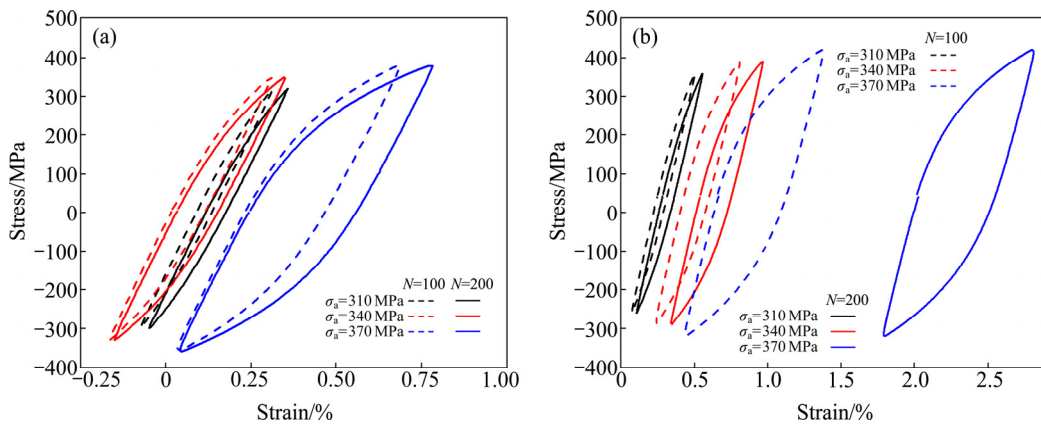 500
(a)
400
300
200
100
0
−100
−200
−300
−400
Stress/MPa
N=100 N=200
σa=310 MPa
σa−340 MPa
σa=370 MPa
−0.25 0 0.25 0.50 0.75 1.00
Strain/%
500
(b)
400
300
200
100
0
−100
−200
−300
−400
Stress/MPa
N=100
σa=310 MPa
σa=340 MPa
σa=370 MPa
N=200
σa=310 MPa
σa=340 MPa
σa=370 MPa
0 0.5 1.0 1.5 2.0 2.5
Strain/%